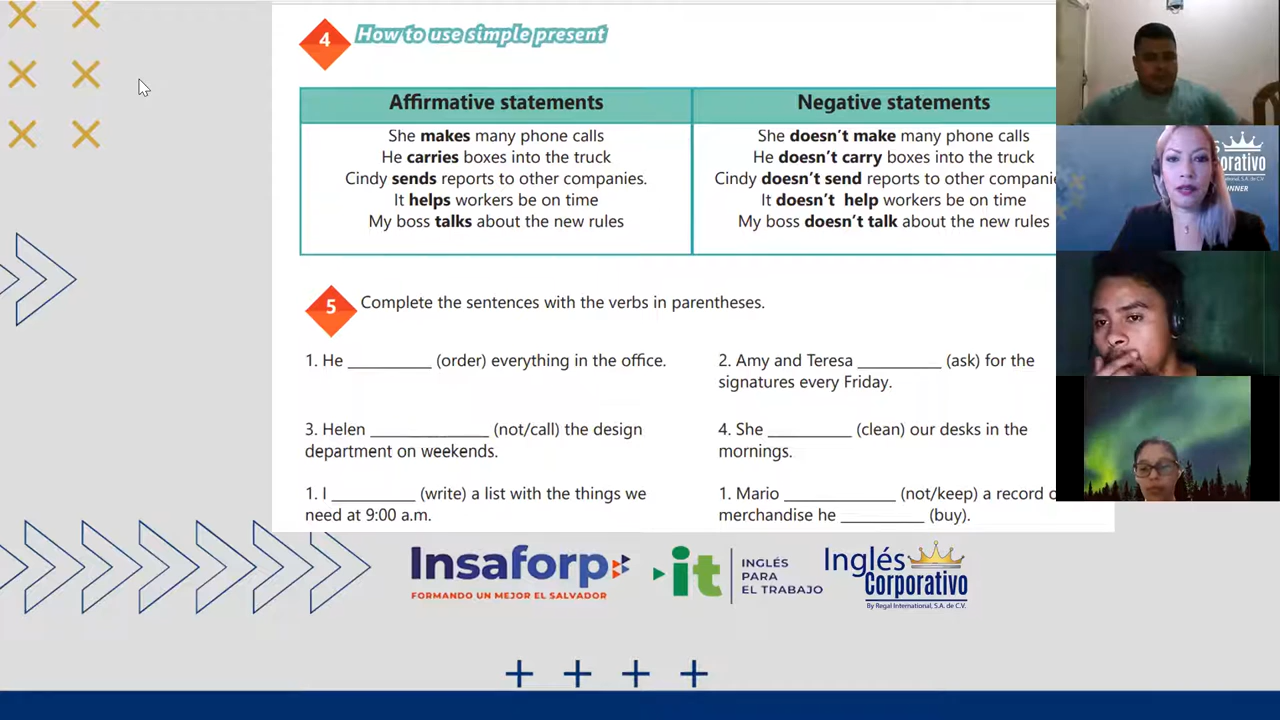 4 How to use simple present
Affirmative statements
She makes many phone calls
He carries boxes into the truck
Cindy sends reports to other companies.
It helps workers be on time
My boss talks about the new rules
Negative statements
She doesn't make many phone calls
He doesn't carry boxes into the truck
Cindy doesn't send reports to other
It doesn't help workers be on time
My boss doesn't talk about the new rules
5 Complete the sentences with the verbs in parentheses.
1. He __________ (order) everything in the office.
2. Amy and Teresa __________ (ask) for the
signatures every Friday.
3. Helen ______________ (not/call) the design
department on weekends.
4. She __________ (clean) our desks in the
mornings.
1. I __________ (write) a list with the things we
need at 9:00 a.m.
1. Mario _____________ (not/keep) a record
merchandise he __________ (buy).
Insaforp
FORMANDO UN MEJOR EL SALVADOR
it
INGLÉS
PARA
EL TRABAJO
Inglés
Corporativo
By Regal International, S.A. de C.V.